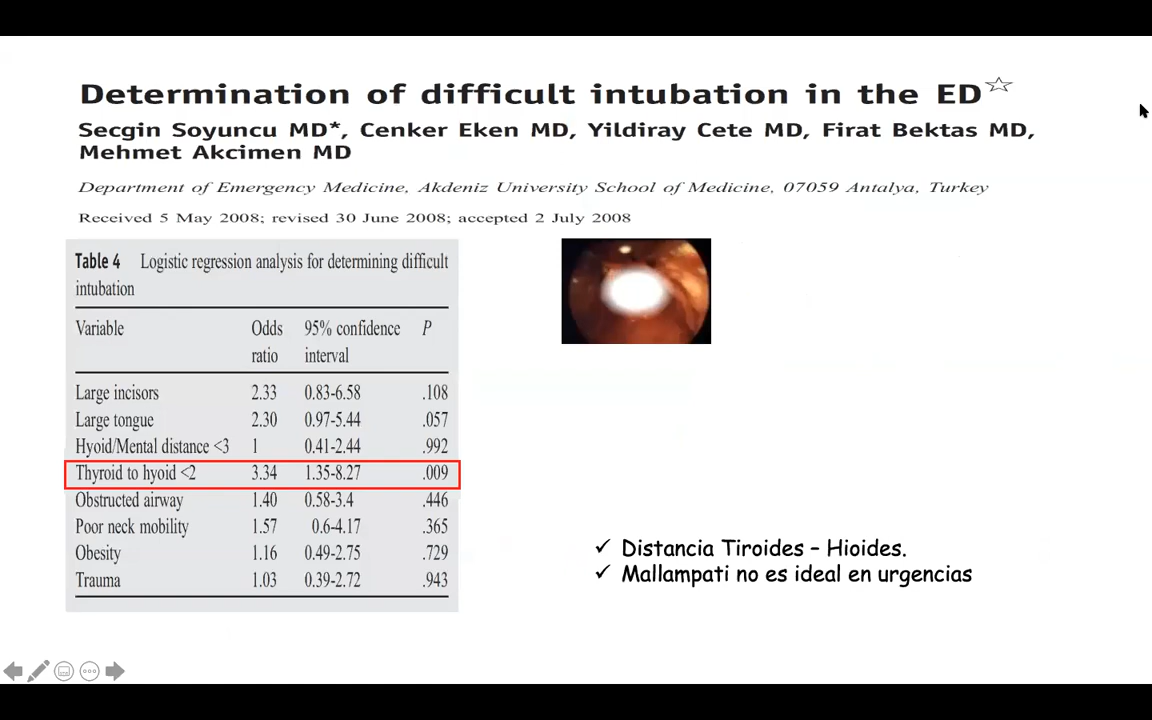 Determination of difficult intubation in the ED☆
Secgin Soyuncu MD*, Cenker Eken MD, Yildiray Cete MD, Firat Bektas MD,
Mehmet Akcimen MD
Department of Emergency Medicine, Akdeniz University School of Medicine, 07059 Antalya, Turkey
Received 5 May 2008; revised 30 June 2008; accepted 2 July 2008
Table 4 Logistic regression analysis for determining difficult
intubation
Variable Odds 95% confidence P
ratio interval
Large incisors 2.33 0.83-6.58 .108
Large tongue 2.30 0.97-5.44 .057
Hyoid/Mental distance <3 1 0.41-2.44 .992
Thyroid to hyoid <2 3.34 1.35-8.27 .009
Obstructed airway 1.40 0.58-3.4 .446
Poor neck mobility 1.57 0.6-4.17 .365
Obesity 1.16 0.49-2.75 .729
Trauma 1.03 0.39-2.72 .943
✓ Distancia Tiroides – Hioides.
✓ Mallampati no es ideal en urgencias